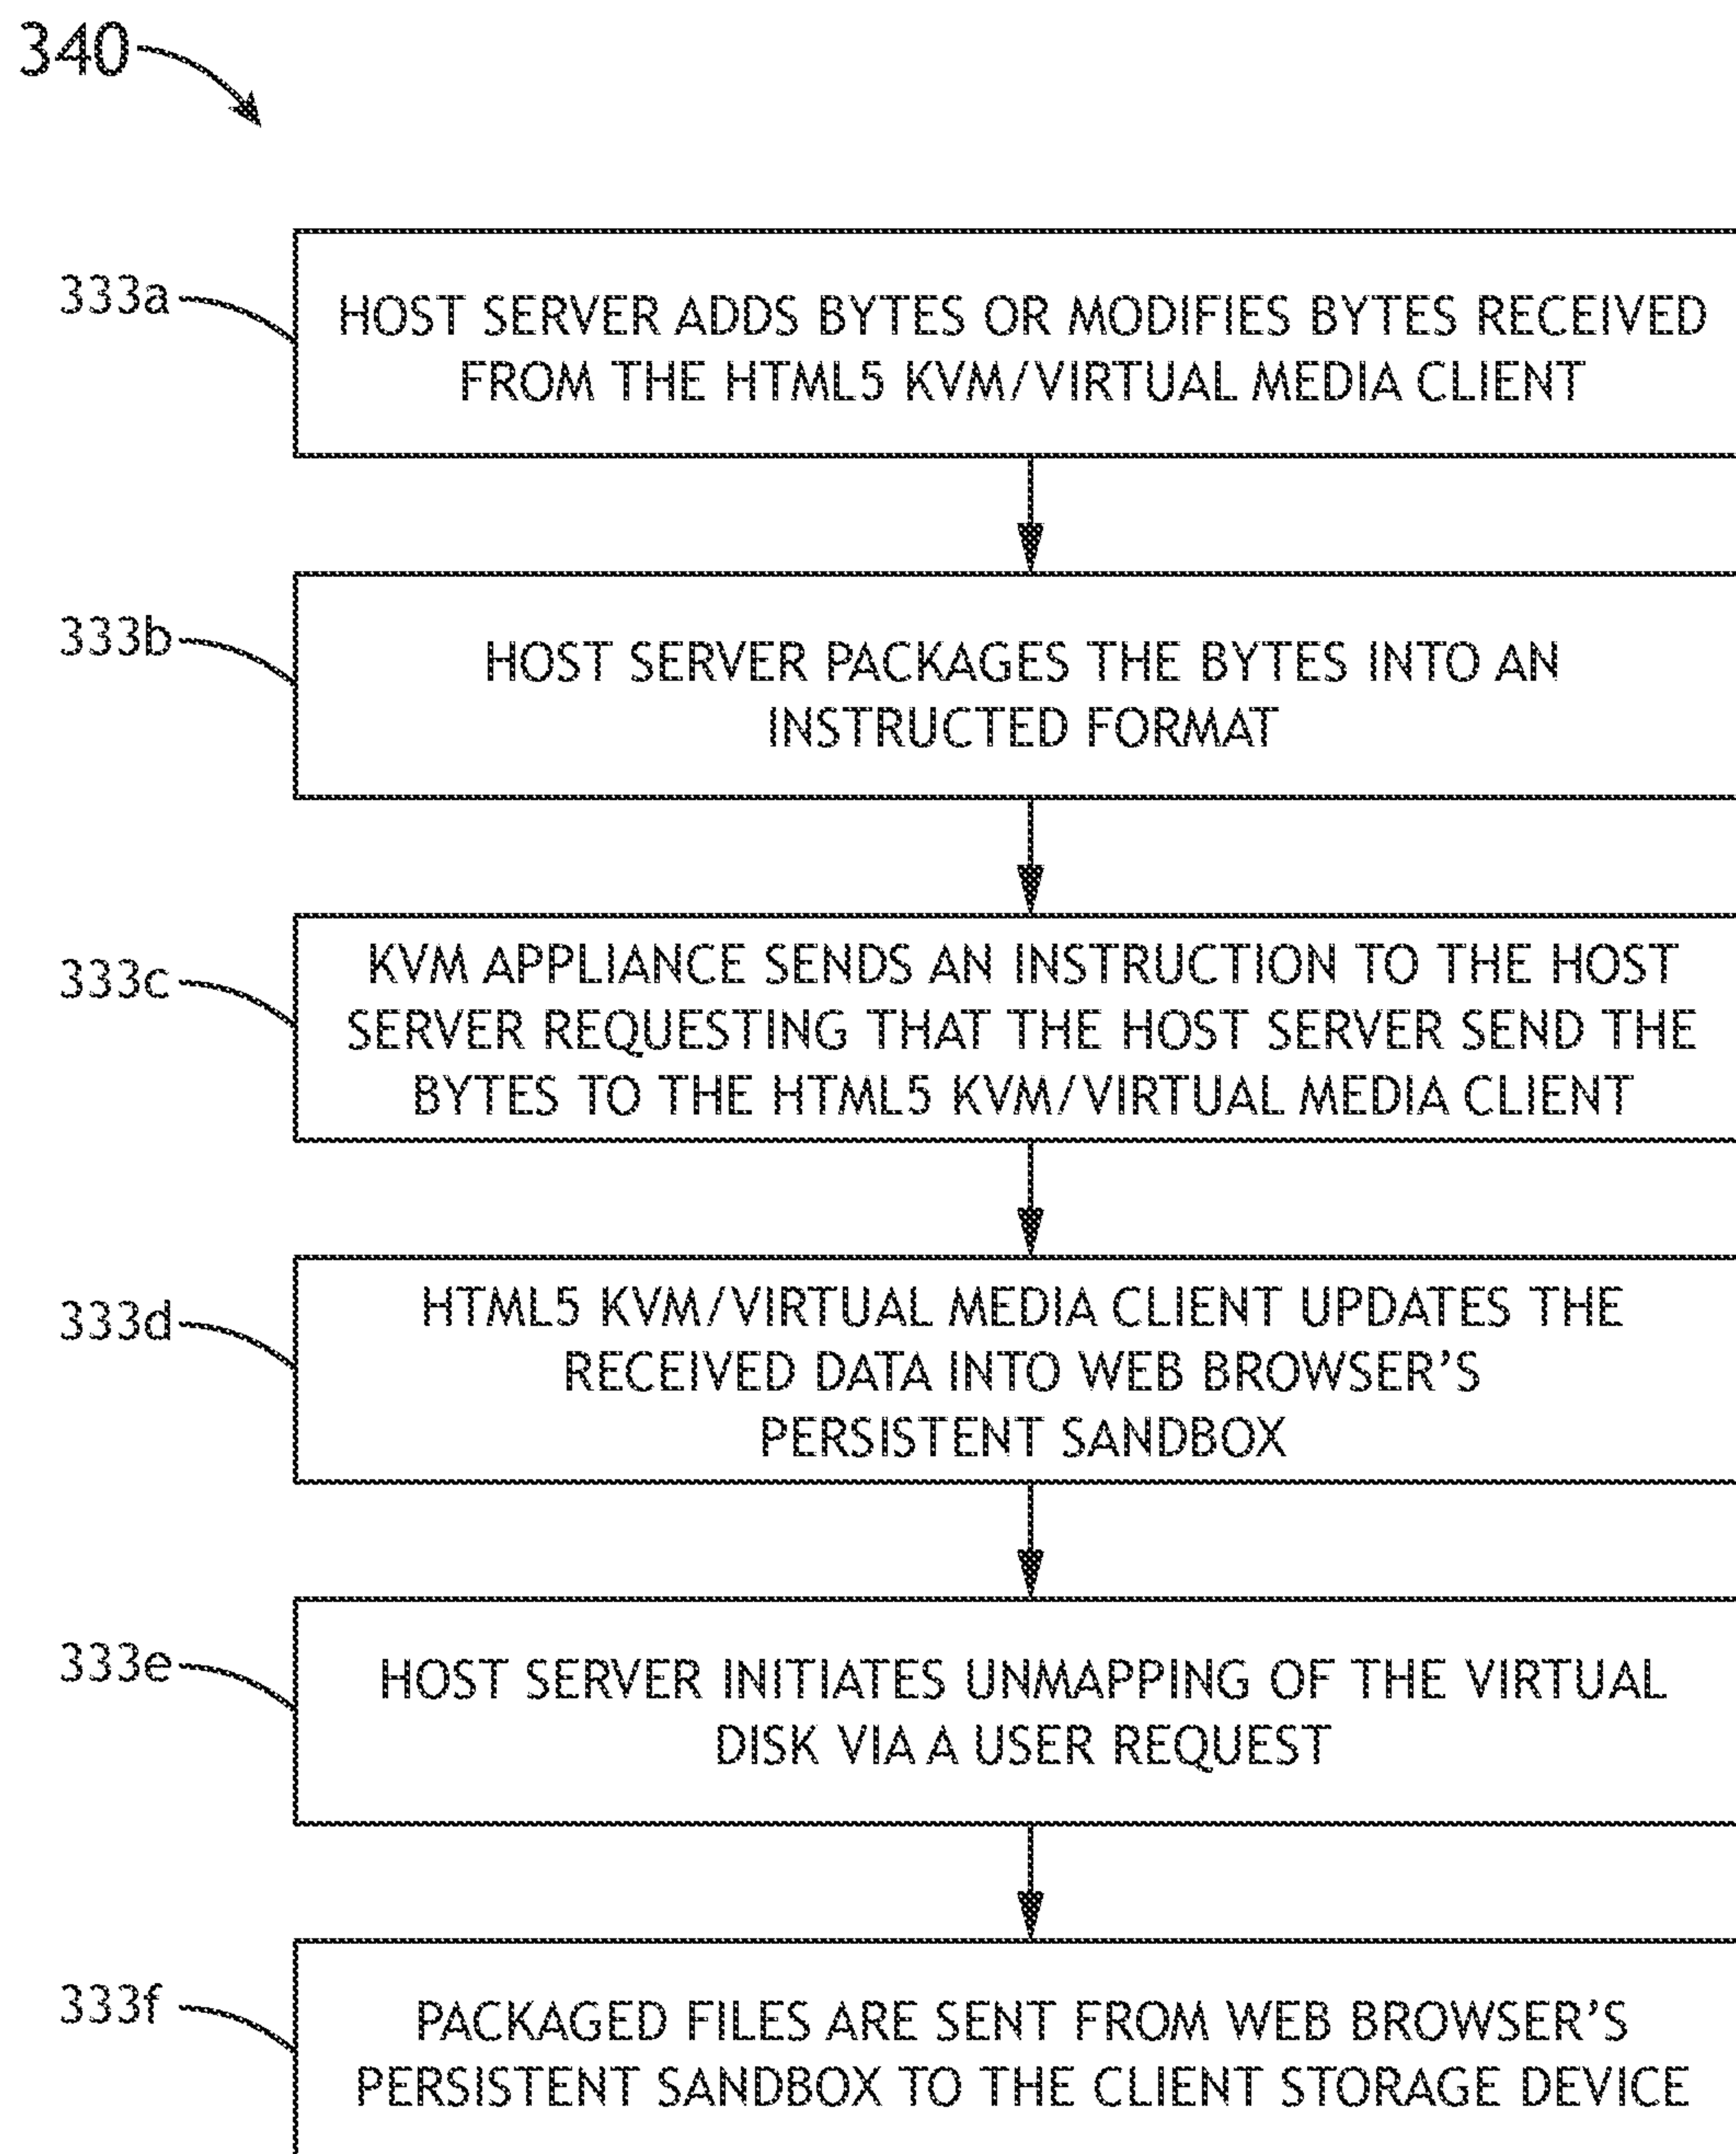 340
333a
HOST SERVER ADDS BYTES OR MODIFIES BYTES RECEIVED
FROM THE HTML5 KVM/VIRTUAL MEDIA CLIENT
333b
HOST SERVER PACKAGES THE BYTES INTO AN
INSTRUCTED FORMAT
333c
KVM APPLIANCE SENDS AN INSTRUCTION TO THE HOST
SERVER REQUESTING THAT THE HOST SERVER SEND THE
BYTES TO THE HTML5 KVM/VIRTUAL MEDIA CLIENT
333d
HTML5 KVM/VIRTUAL MEDIA CLIENT UPDATES THE
RECEIVED DATA INTO WEB BROWSER’S
PERSISTENT SANDBOX
333e
HOST SERVER INITIATES UNMAPPING OF THE VIRTUAL
DISK VIA A USER REQUEST
333f
PACKAGED FILES ARE SENT FROM WEB BROWSER’S
PERSISTENT SANDBOX TO THE CLIENT STORAGE DEVICE